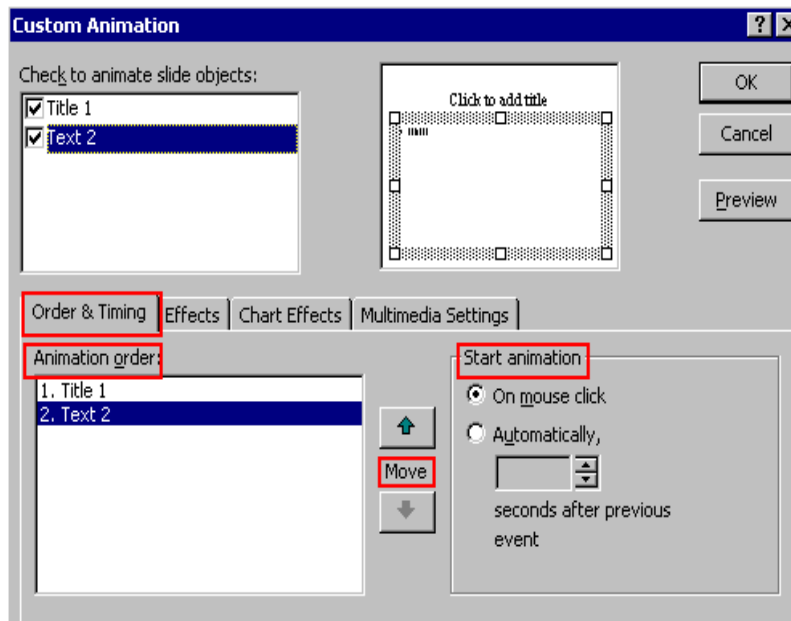 Custom Animation
Check to animate slide objects:
Title 1
Text 2
Click to add title
OK
Cancel
Preview
Order & Timing
Effects
Chart Effects
Multimedia Settings
Animation order:
1. Title 1
2. Text 2
Move
Start animation
On mouse click
Automatically,
seconds after previous
event